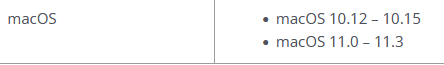 macOS
• macOS 10.12 – 10.15
• macOS 11.0 – 11.3